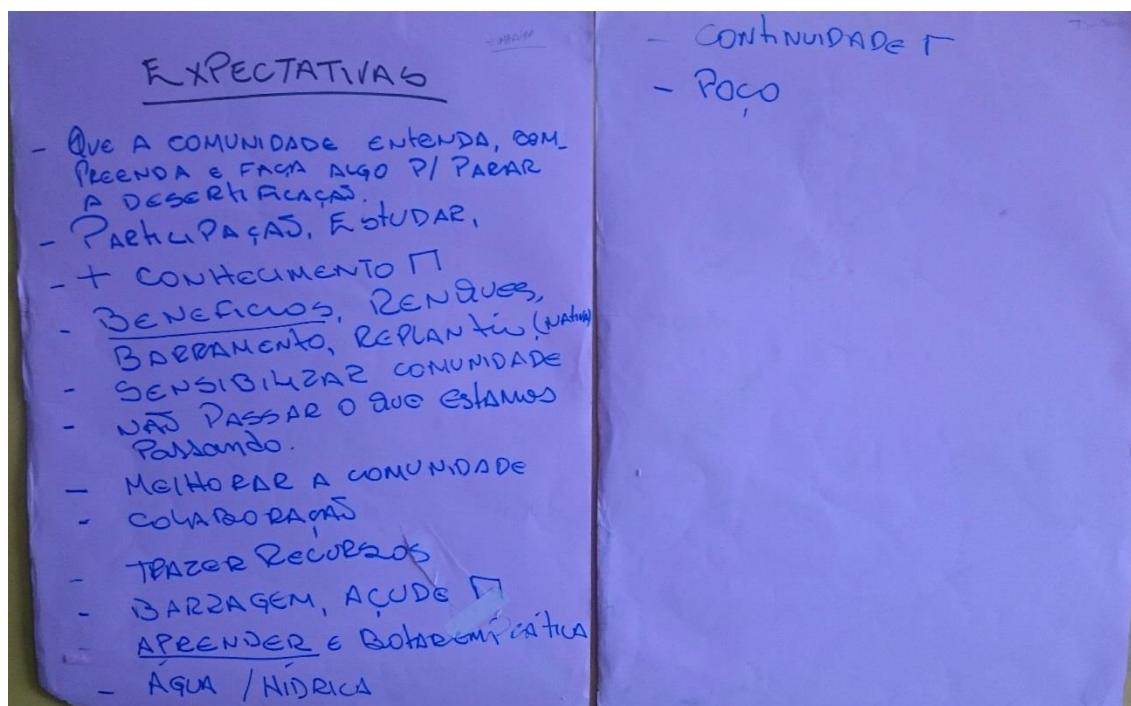 EXPECTATIVAS
- QUE A COMUNIDADE ENTENDA, COM_
PREENDA E FAÇA ALGO P/ PARAR
A DESERTIFICAÇÃO.
- PARTICIPAÇÃO, ESTUDAR,
- + CONHECIMENTO
- BENEFICIOS, RENQUES,
BARRAMENTO, REPLANTIO (NATIVA)
- SENSIBILIZAR COMUNIDADE
- NÃO PASSAR O QUE ESTAMOS
PASSANDO.
- MELHORAR A COMUNIDADE
- COLABORAÇÃO
- TRAZER RECURSOS
- BARRAGEM, AÇUDE
- APRENDER E BOTAR EM PRÁTICA
- ÁGUA / HÍDRICA
- CONTINUIDADE
- POÇO